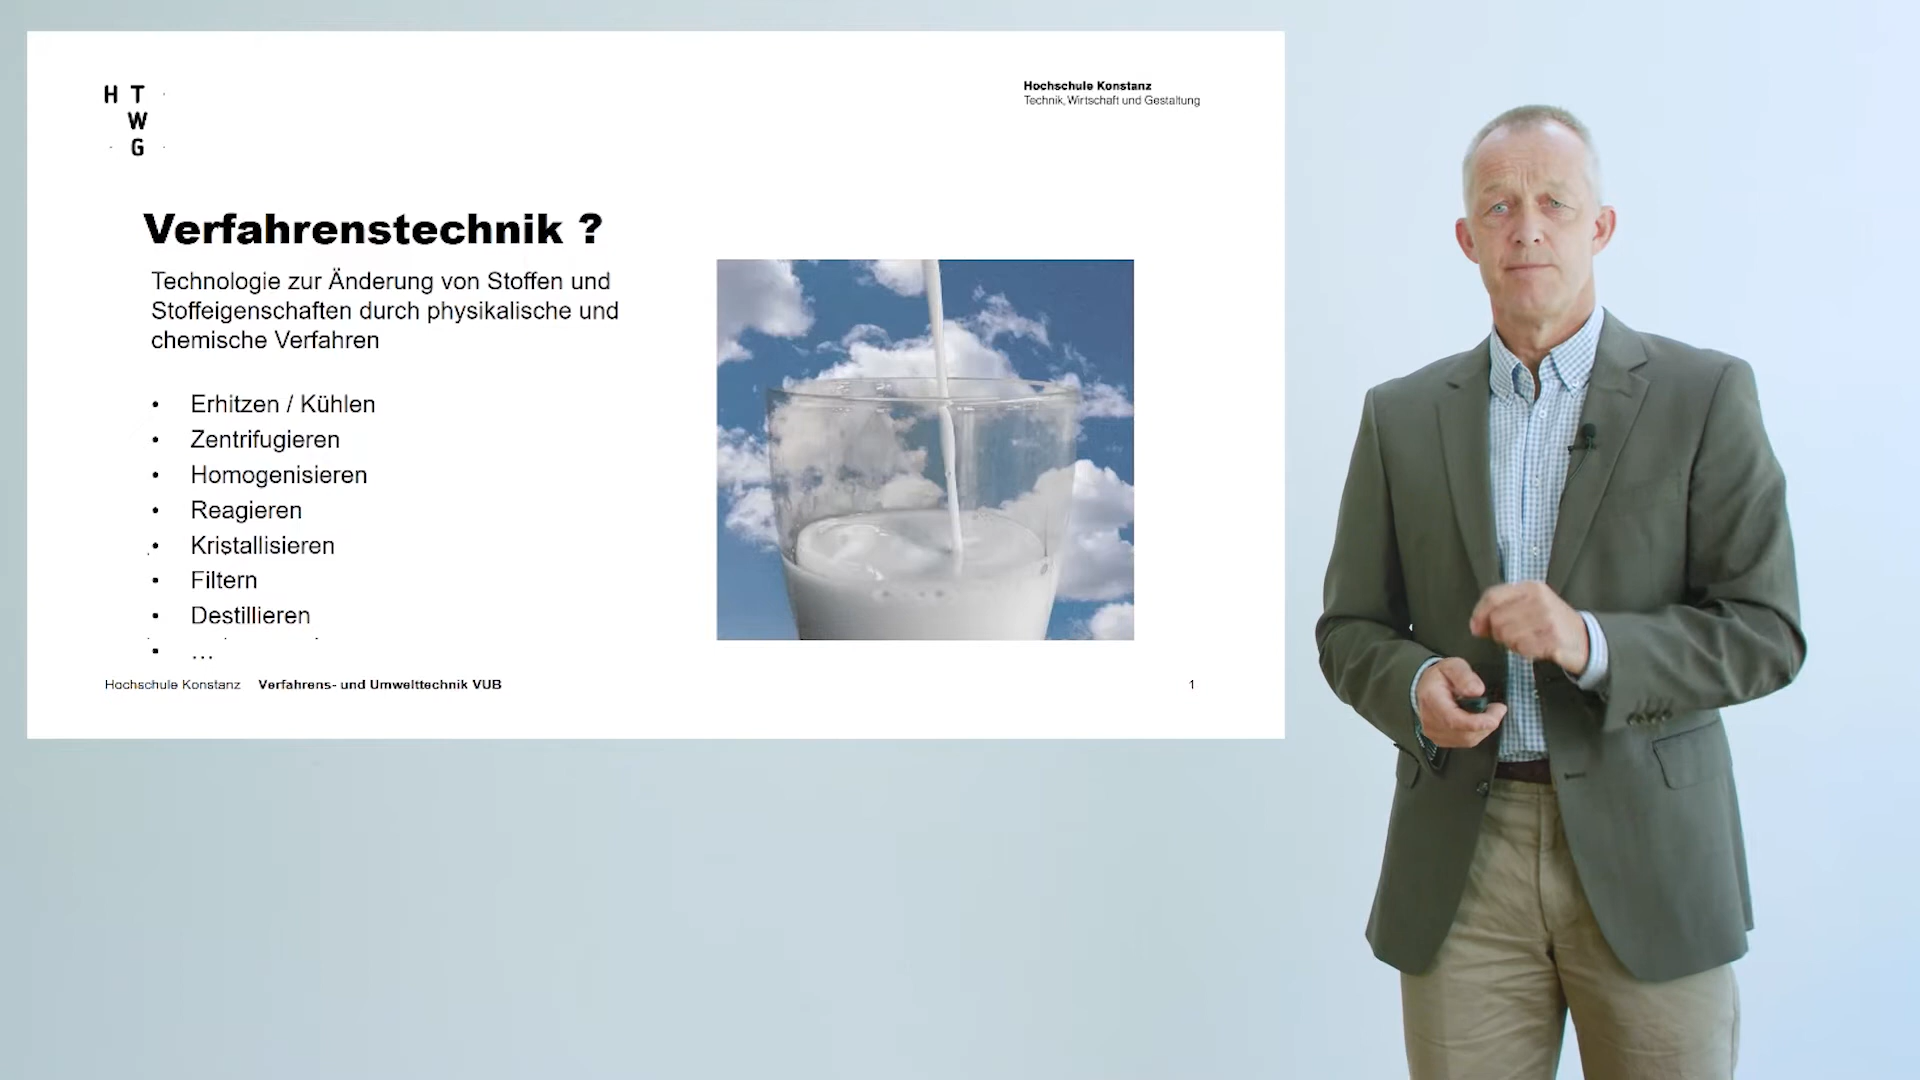 H T
W
G
Hochschule Konstanz
Technik, Wirtschaft und Gestaltung
Verfahrenstechnik ?
Technologie zur Änderung von Stoffen und
Stoffeigenschaften durch physikalische und
chemische Verfahren
• Erhitzen / Kühlen
• Zentrifugieren
• Homogenisieren
• Reagieren
• Kristallisieren
• Filtern
• Destillieren
• ...
Hochschule Konstanz Verfahrens- und Umwelttechnik VUB
1